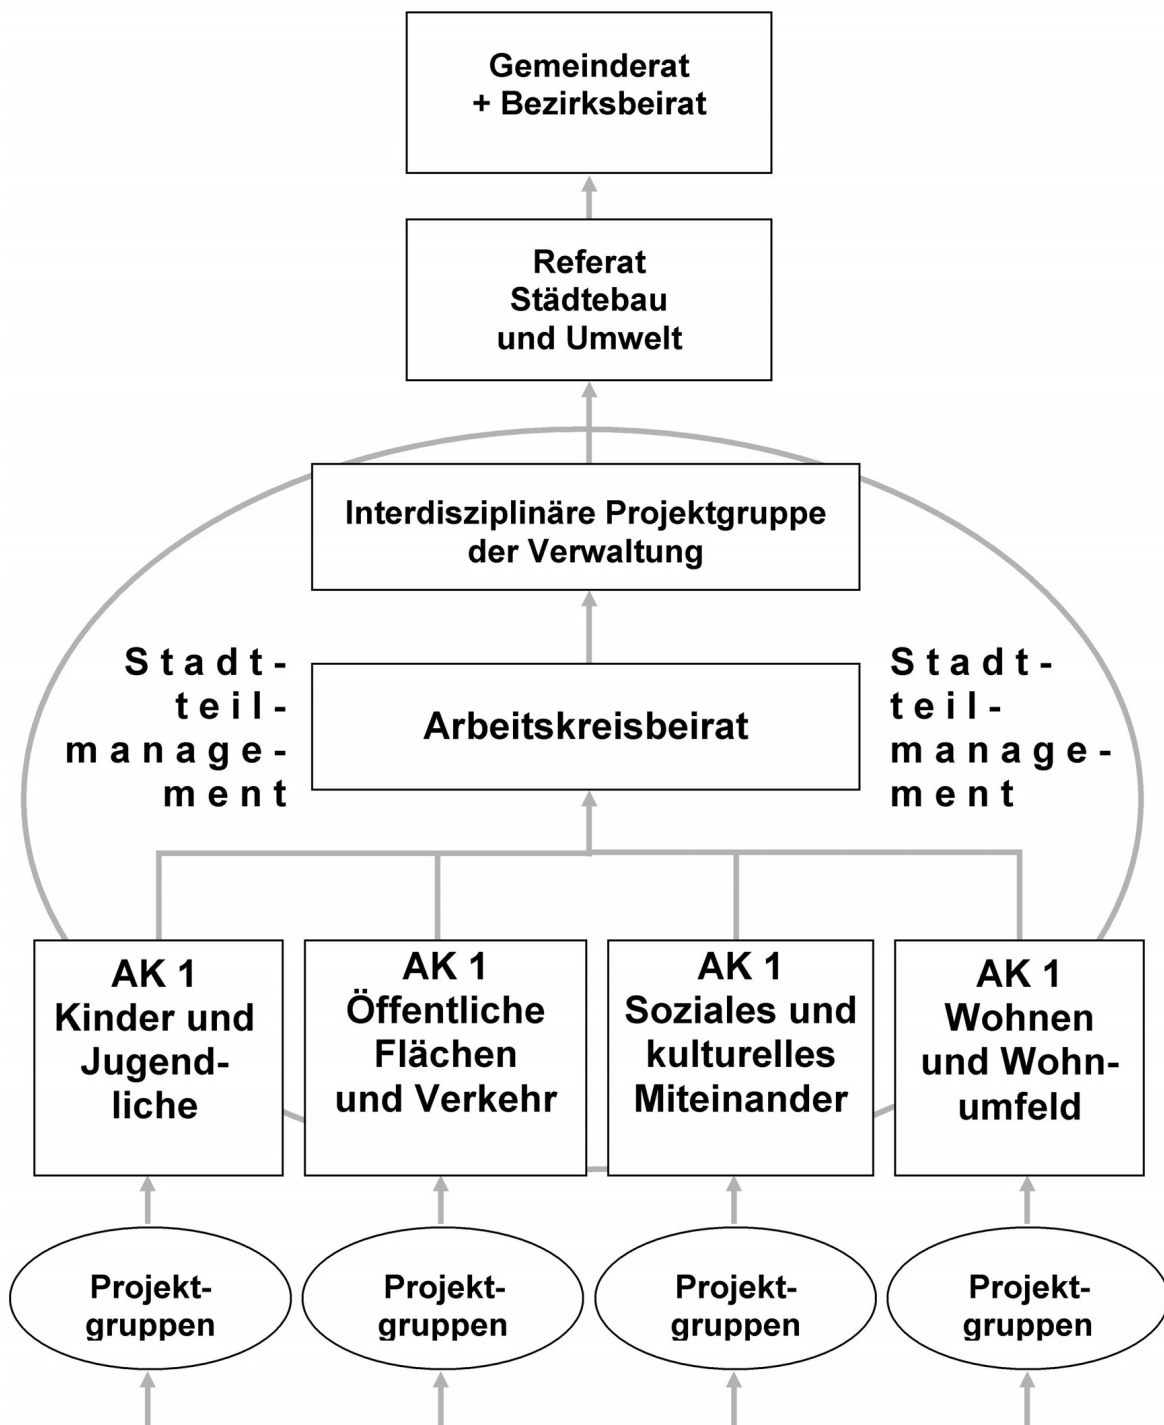 Gemeinderat
+ Bezirksbeirat
Referat
Städtebau
und Umwelt
Interdisziplinäre Projektgruppe
der Verwaltung
Stadt-
teil-
manage-
ment
Arbeitskreisbeirat
Stadt-
teil-
manage-
ment
AK 1
Kinder und
Jugend-
liche
AK 1
Öffentliche
Flächen
und Verkehr
AK 1
Soziales und
kulturelles
Miteinander
AK 1
Wohnen
und Wohn-
umfeld
Projekt-
gruppen
Projekt-
gruppen
Projekt-
gruppen
Projekt-
gruppen